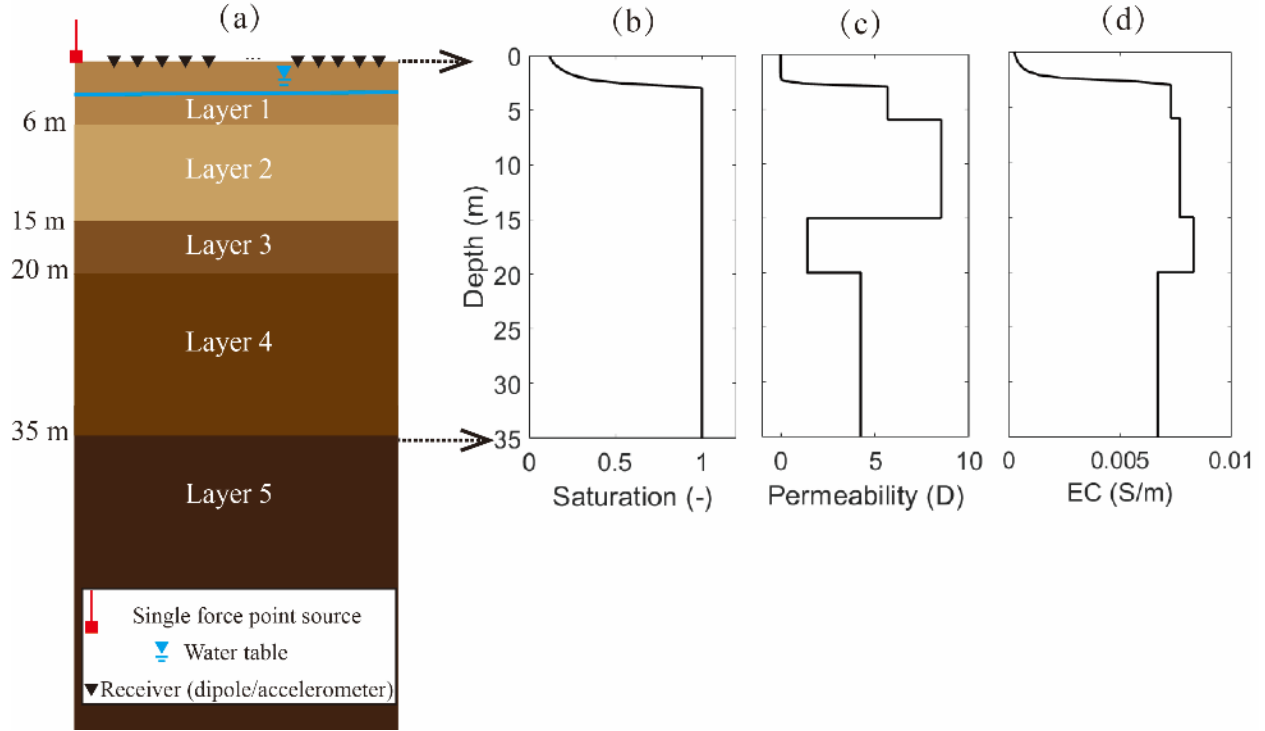 (a)
(b)
(c)
(d)
...
Layer 1
6 m
Layer 2
15 m
Layer 3
20 m
Layer 4
35 m
Layer 5
Single force point source
Water table
Receiver (dipole/accelerometer)
Depth (m)
0
5
10
15
20
25
30
35
0 0.5 1
Saturation (-)
0 5 10
Permeability (D)
0 0.005 0.01
EC (S/m)